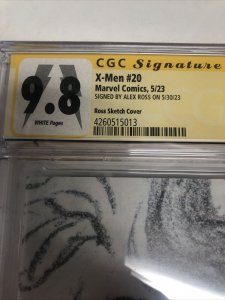 CGC Signature
9.8
WHITE Pages
X-Men #20
Marvel Comics, 5/23
SIGNED BY ALEX ROSS ON 5/30/23
Ross Sketch Cover
4260515013